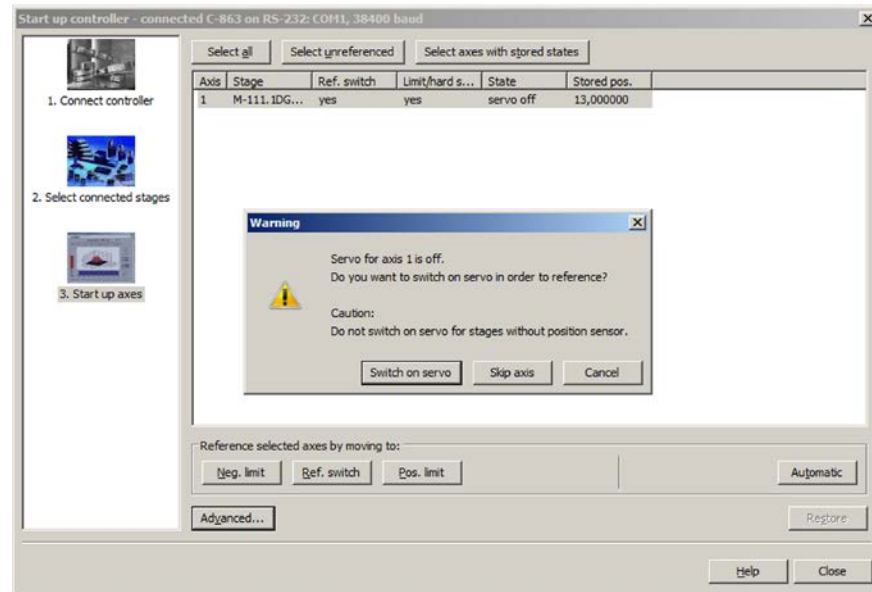 Start up controller - connected C-863 on RS-232: COM1, 38400 baud
1. Connect controller
2. Select connected stages
3. Start up axes
Select all Select unreferenced Select axes with stored states
Axis Stage Ref. switch Limit/hard s... State Stored pos.
1 M-111.1DG... yes yes servo off 13,000000
Warning
Servo for axis 1 is off.
Do you want to switch on servo in order to reference?
Caution:
Do not switch on servo for stages without position sensor.
Switch on servo Skip axis Cancel
Reference selected axes by moving to:
Neg. limit Ref. switch Pos. limit Automatic
Advanced... Restore
Help Close